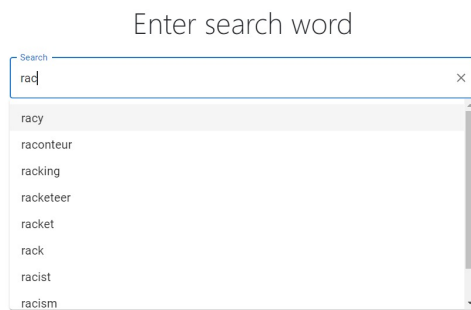 Enter search word
Search
rac
racy
raconteur
racking
racketeer
racket
rack
racist
racism